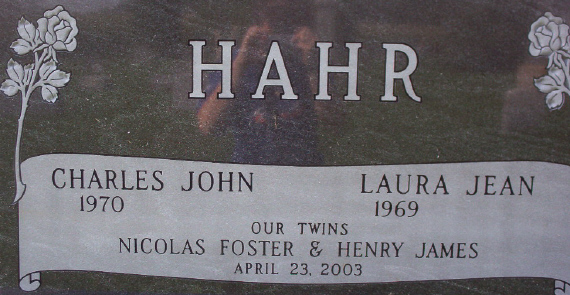 HAHR
CHARLES JOHN LAURA JEAN
1970 1969
OUR TWINS
NICOLAS FOSTER & HENRY JAMES
APRIL 23, 2003